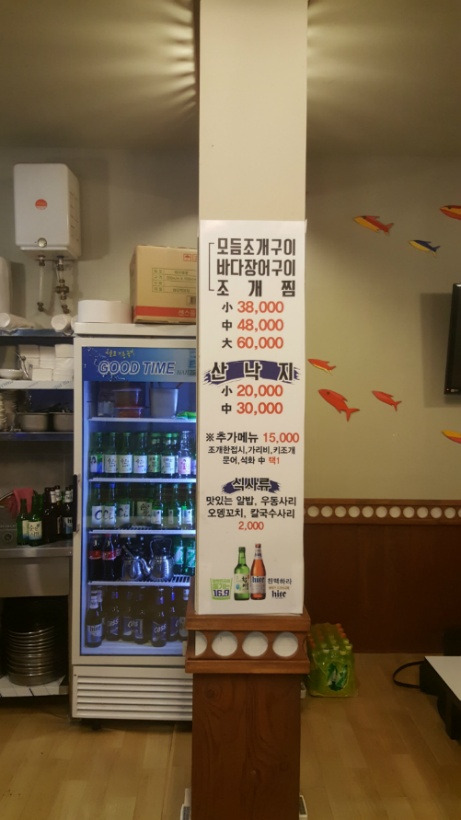 모듬조개구이
바다장어구이
조개찜
小 38,000
中 48,000
大 60,000
산낙지
小 20,000
中 30,000
※추가메뉴 15,000
조개한접시,가리비,키조개
문어,석화 中 택1
식사류
맛있는 알밥, 우동사리
오뎅꼬치, 칼국수사리
2,000
16.9
hite
hite
GOOD TIME